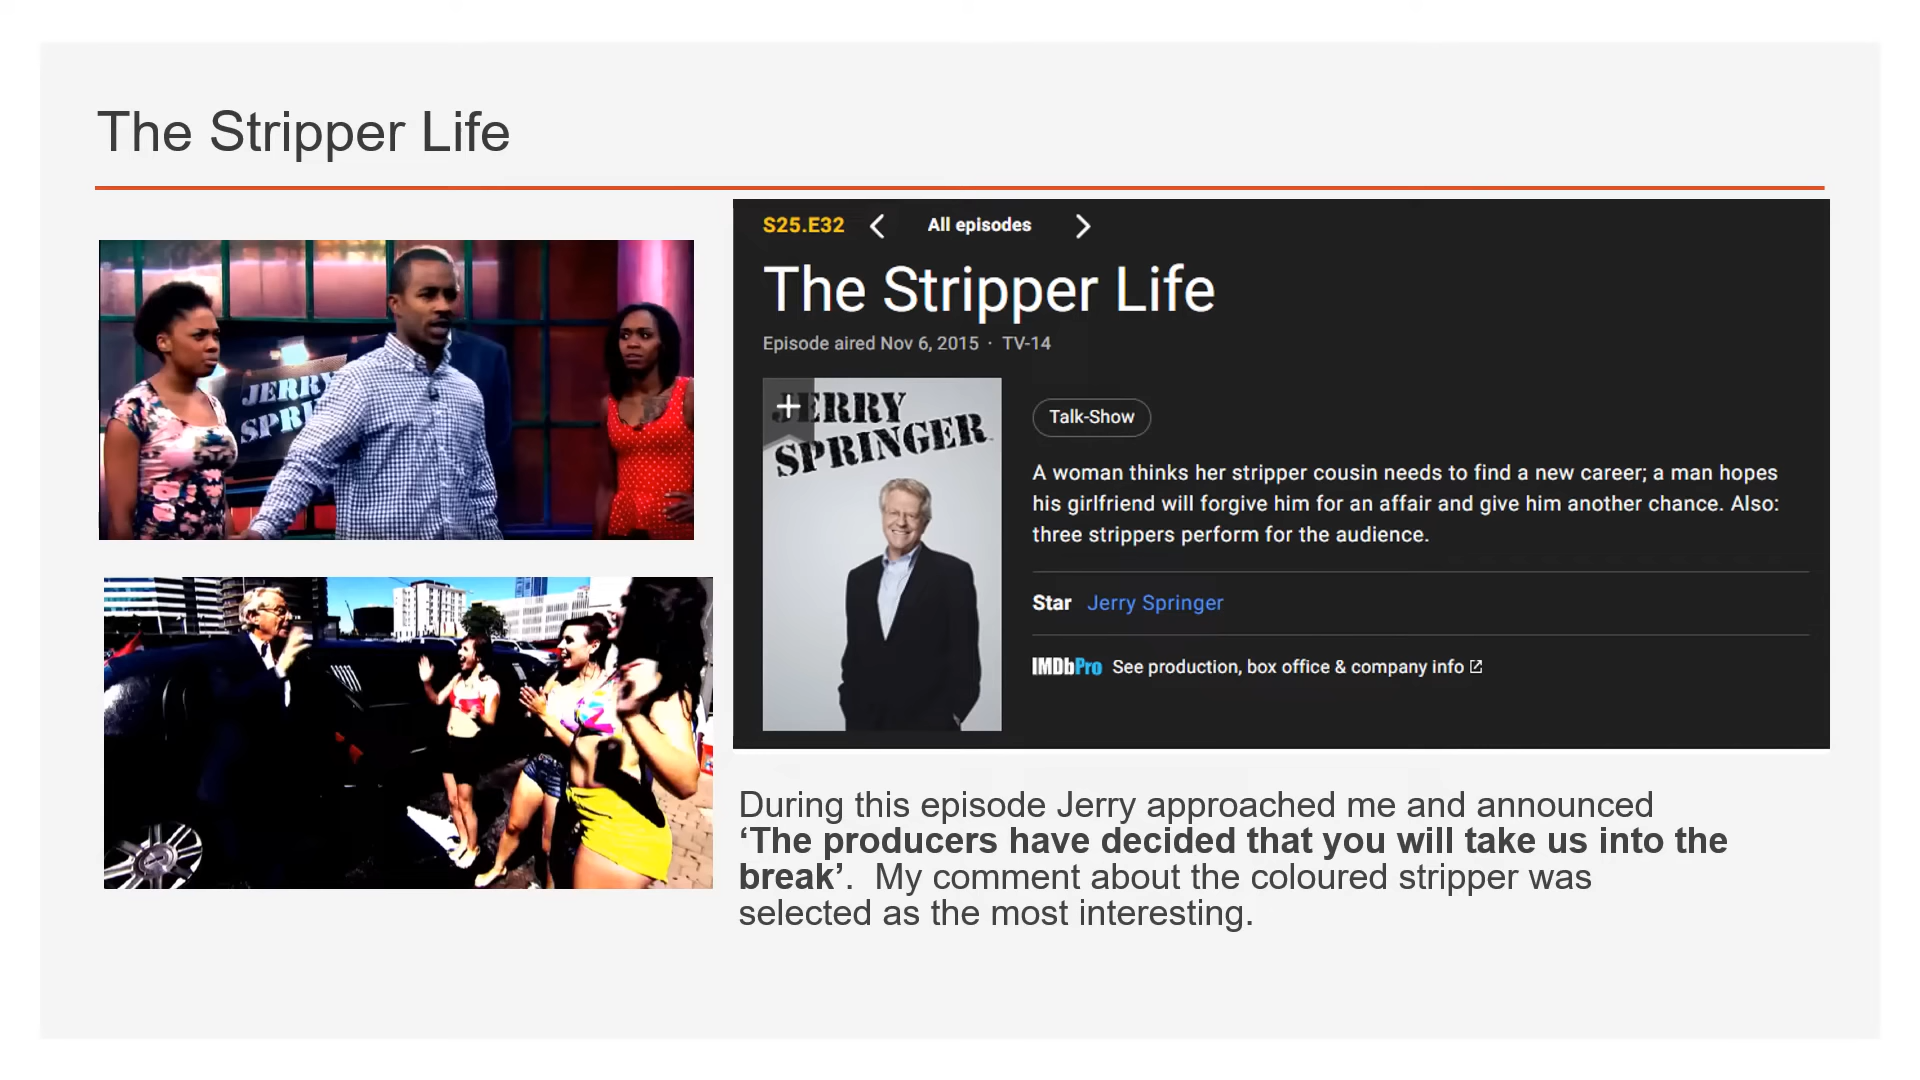 The Stripper Life
JERRY
SPR
S25.E32 All episodes
The Stripper Life
Episode aired Nov 6, 2015 · TV-14
JERRY
SPRINGER
Talk-Show
A woman thinks her stripper cousin needs to find a new career; a man hopes
his girlfriend will forgive him for an affair and give him another chance. Also:
three strippers perform for the audience.
Star Jerry Springer
IMDbPro See production, box office & company info
During this episode Jerry approached me and announced
‘The producers have decided that you will take us into the
break’.  My comment about the coloured stripper was
selected as the most interesting.